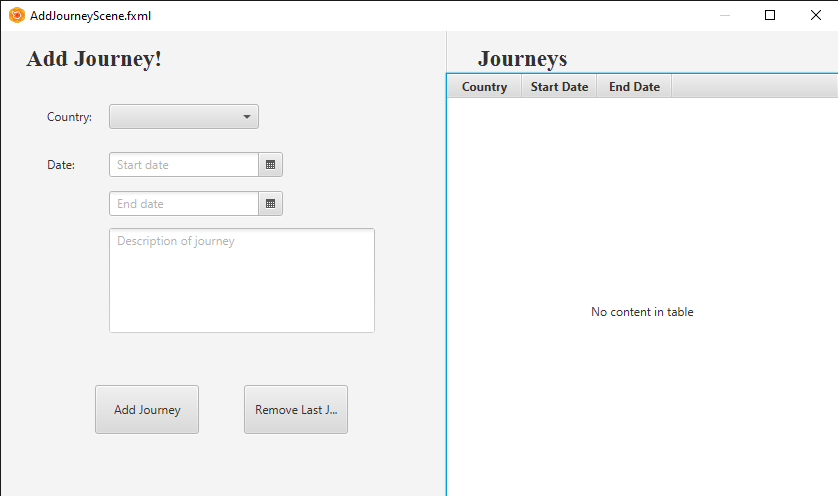 AddJourneyScene.fxml
Add Journey!
Country:
Date:
Start date
End date
Description of journey
Add Journey
Remove Last J...
Journeys
Country
Start Date
End Date
No content in table